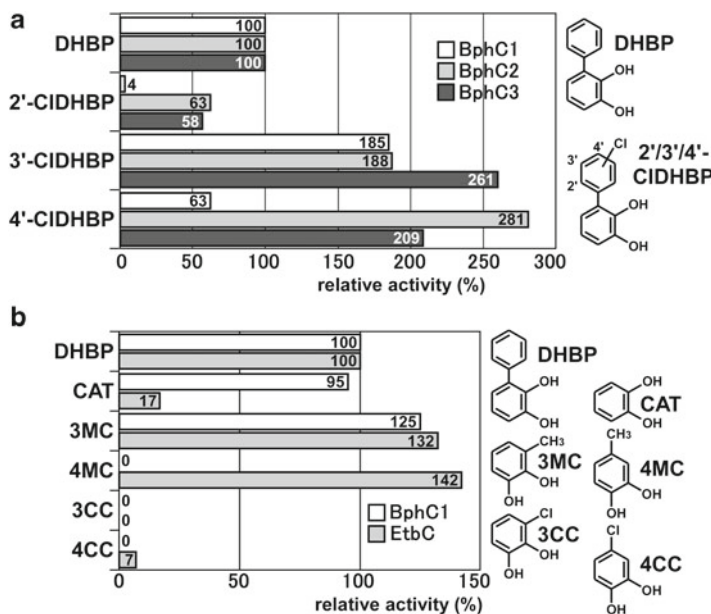 a
DHBP
100
100
100
2'-ClDHBP
4
63
58
3'-ClDHBP
185
188
261
4'-ClDHBP
63
281
209
0 50 100 150 200 250 300
relative activity (%)
BphC1
BphC2
BphC3
DHBP
OH
OH
Cl
4'
3'
2'
2'/3'/4'-
ClDHBP
OH
OH
b
DHBP
100
100
CAT
95
17
3MC
125
132
4MC
0
142
3CC
0
0
4CC
0
7
0 50 100 150
relative activity (%)
BphC1
EtbC
DHBP
OH
OH
OH
CAT
OH
CH3
3MC
OH
OH
CH3
4MC
OH
OH
Cl
3CC
OH
OH
Cl
4CC
OH
OH